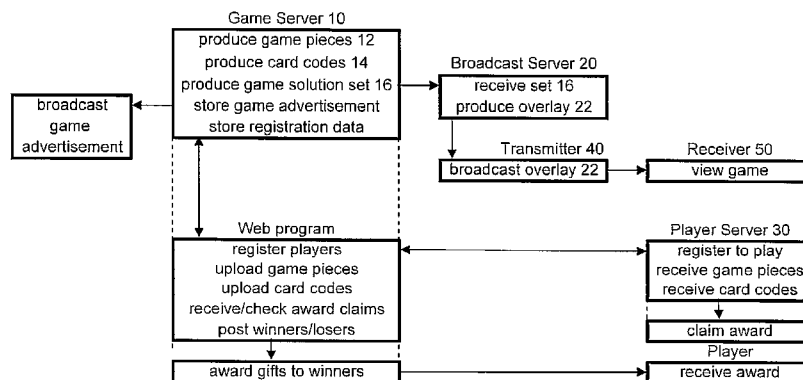 Game Server 10
produce game pieces 12
produce card codes 14
produce game solution set 16
store game advertisement
store registration data
broadcast
game
advertisement
Broadcast Server 20
receive set 16
produce overlay 22
Transmitter 40
broadcast overlay 22
Receiver 50
view game
Web program
register players
upload game pieces
upload card codes
receive/check award claims
post winners/losers
award gifts to winners
Player Server 30
register to play
receive game pieces
receive card codes
claim award
Player
receive award